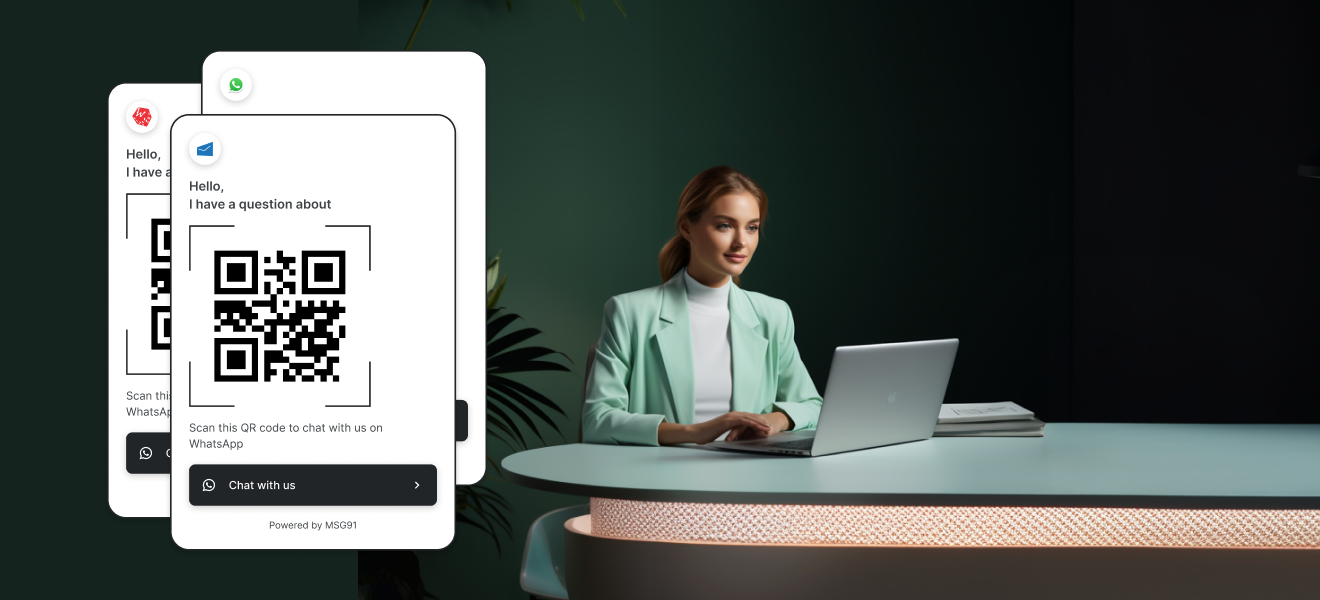 Hello,
I have a
Scan this
WhatsAp
Hello,
I have a question about
Scan this QR code to chat with us on
WhatsApp
Chat with us
Powered by MSG91